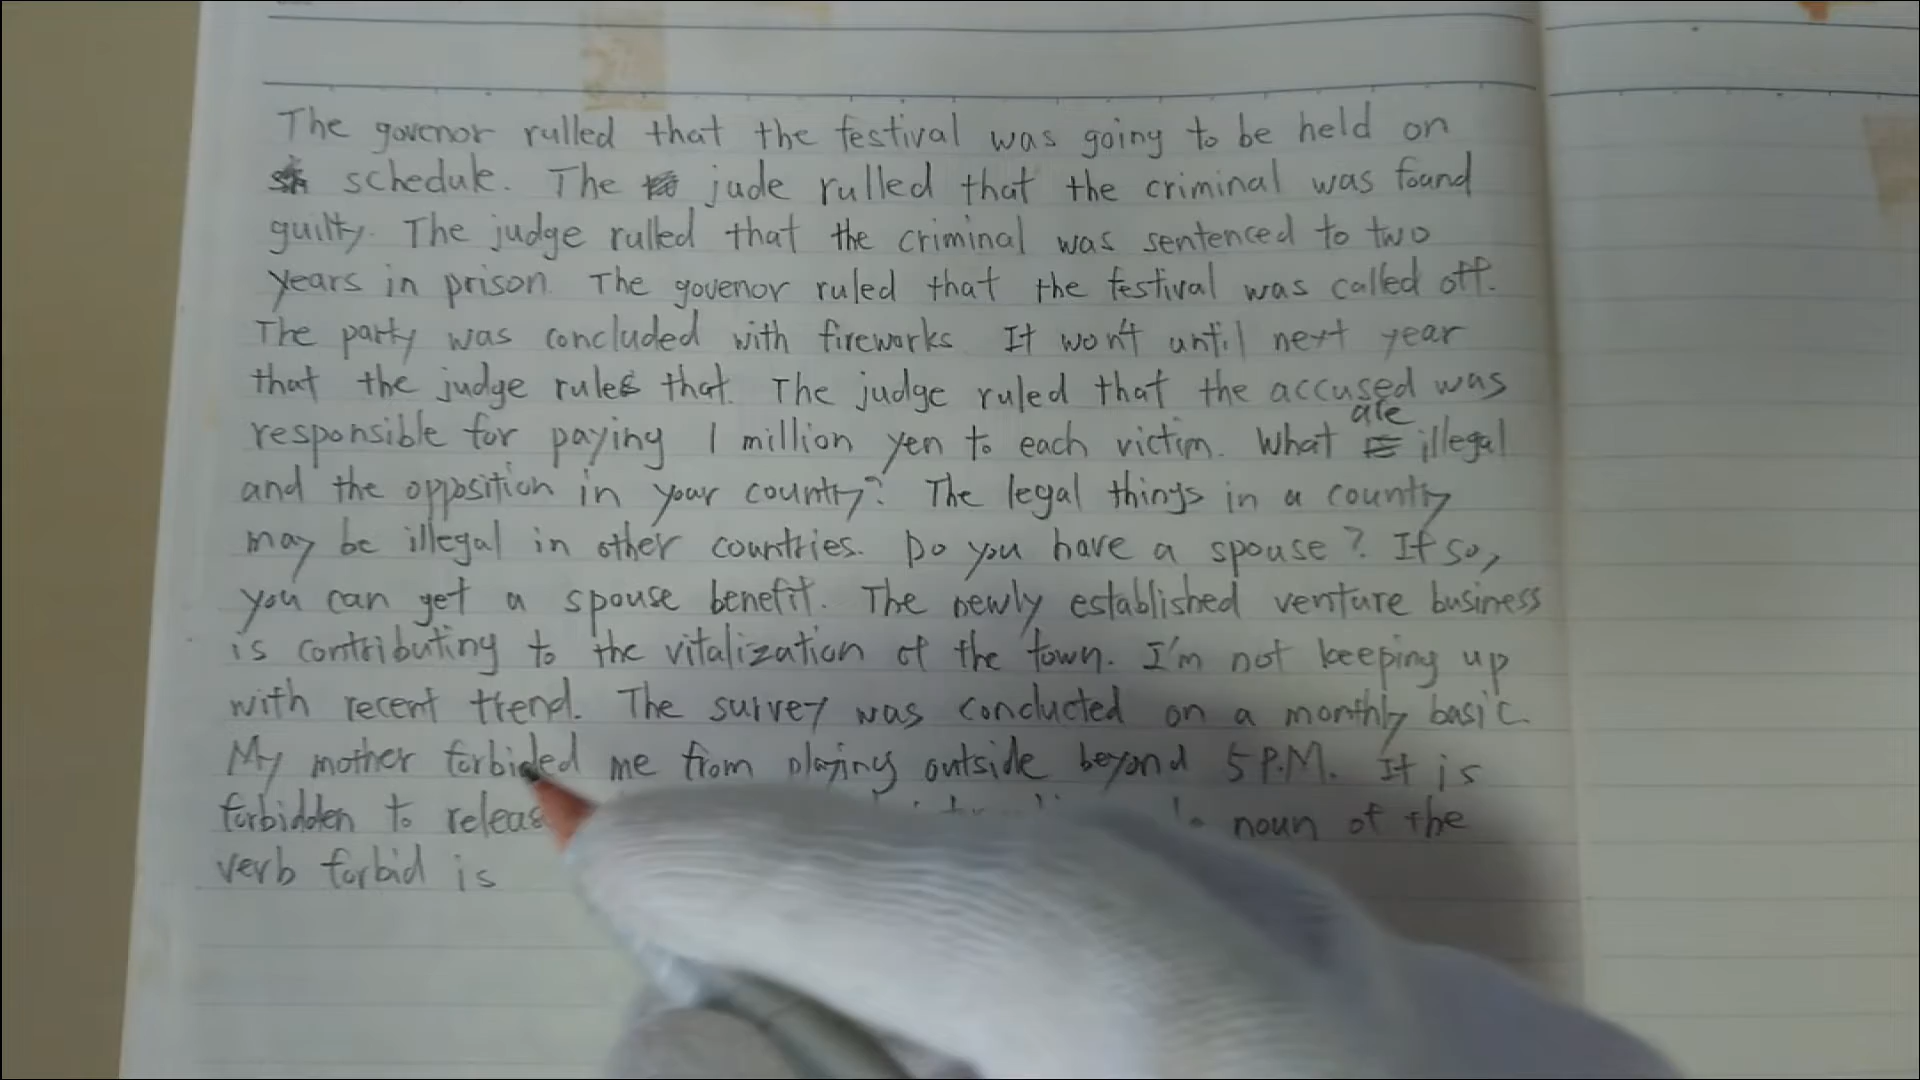 The govenor rulled that the festival was going to be held on
schedule. The jude rulled that the criminal was found
guilty. The judge rulled that the criminal was sentenced to two
years in prison. The govenor ruled that the festival was called off.
The party was concluded with fireworks. It won't until next year
that the judge rules that. The judge ruled that the accused was
responsible for paying 1 million yen to each victim. What are illegal
and the opposition in your country? The legal things in a country
may be illegal in other countries. Do you have a spouse? If so,
you can get a spouse benefit. The newly established venture business
is contributing to the vitalization of the town. I'm not keeping up
with recent trend. The survey was conducted on a monthly basic.
My mother forbided me from playing outside beyond 5 P.M. It is
forbidden to noun of the
verb forbid is